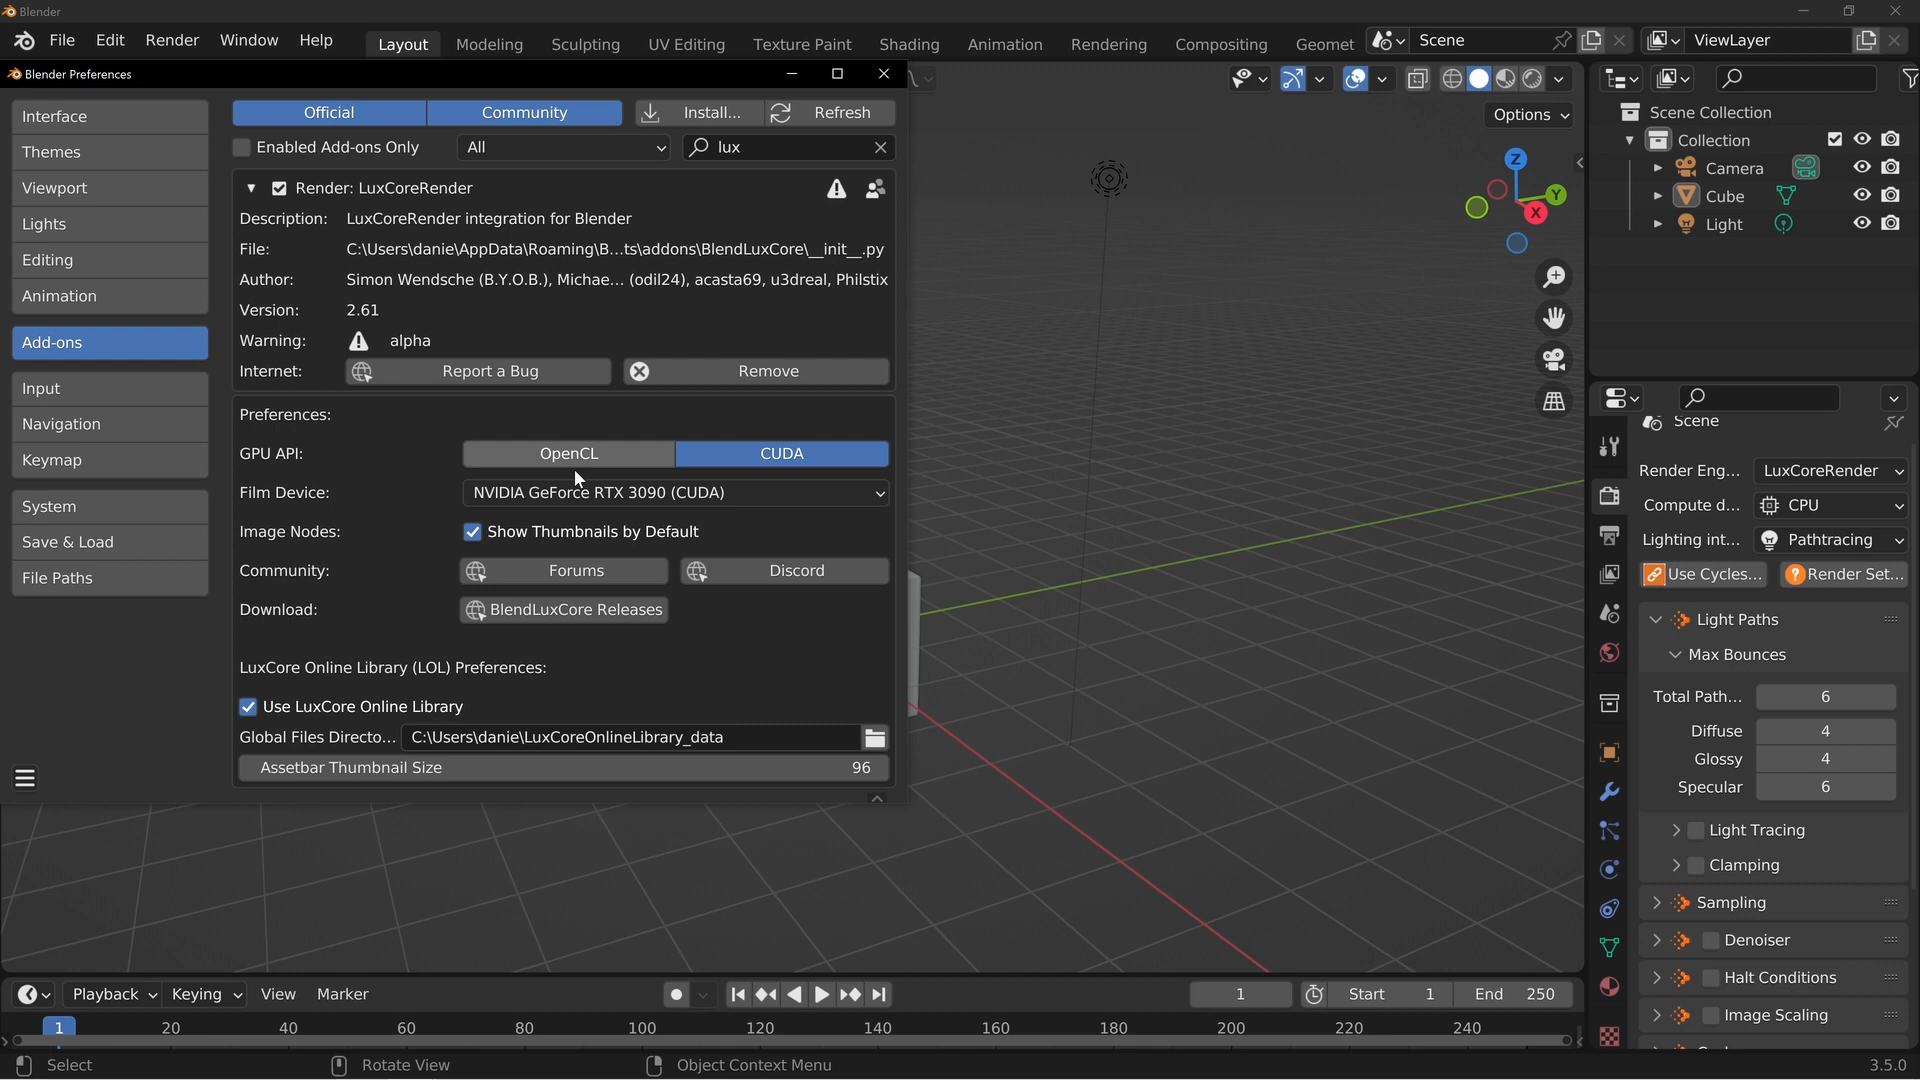 Blender
File Edit Render Window Help Layout Modeling Sculpting UV Editing Texture Paint Shading Animation Rendering Compositing Geomet Scene ViewLayer
Blender Preferences
Interface
Themes
Viewport
Lights
Editing
Animation
Add-ons
Input
Navigation
Keymap
System
Save & Load
File Paths
Official Community Install... Refresh
Enabled Add-ons Only All lux
Render: LuxCoreRender
Description: LuxCoreRender integration for Blender
File: C:\Users\danie\AppData\Roaming\B...ts\addons\BlendLuxCore\__init__.py
Author: Simon Wendsche (B.Y.O.B.), Michae... (odil24), acasta69, u3dreal, Philstix
Version: 2.61
Warning: alpha
Internet: Report a Bug Remove
Preferences:
GPU API: OpenCL CUDA
Film Device: NVIDIA GeForce RTX 3090 (CUDA)
Image Nodes: Show Thumbnails by Default
Community: Forums Discord
Download: BlendLuxCore Releases
LuxCore Online Library (LOL) Preferences:
Use LuxCore Online Library
Global Files Directo... C:\Users\danie\LuxCoreOnlineLibrary_data
Assetbar Thumbnail Size 96
Options
Z
Y
X
Scene Collection
Collection
Camera
Cube
Light
Scene
Render Eng... LuxCoreRender
Compute d... CPU
Lighting int... Pathtracing
Use Cycles... Render Set...
Light Paths
Max Bounces
Total Path... 6
Diffuse 4
Glossy 4
Specular 6
Light Tracing
Clamping
Sampling
Denoiser
Halt Conditions
Image Scaling
Playback Keying View Marker 1 Start 1 End 250
1 20 40 60 80 100 120 140 160 180 200 220 240
Select Rotate View Object Context Menu 3.5.0